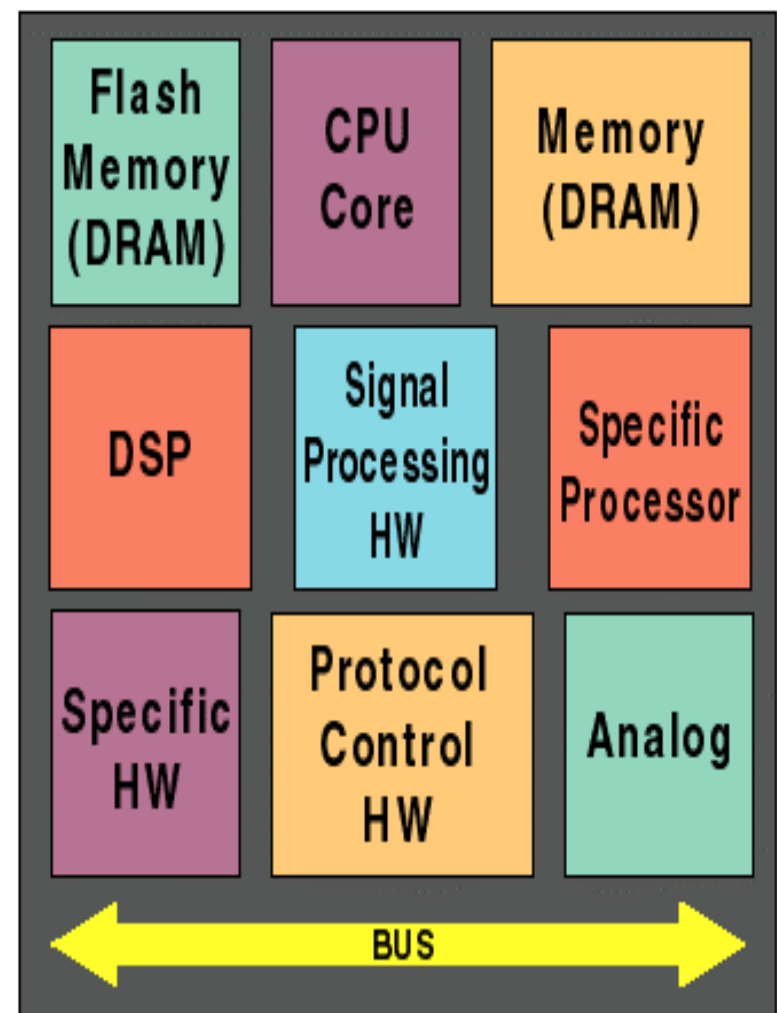 Flash
Memory
(DRAM)
CPU
Core
Memory
(DRAM)
DSP
Signal
Processing
HW
Specific
Processor
Specific
HW
Protocol
Control
HW
Analog
BUS